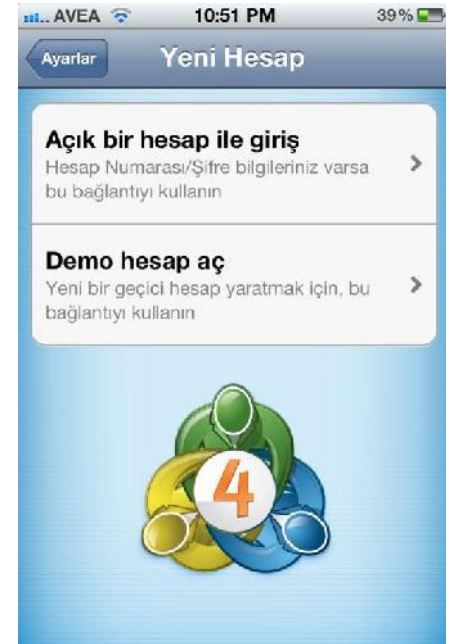 AVEA 10:51 PM 39%
Ayarlar Yeni Hesap
Açık bir hesap ile giriş
Hesap Numarası/Şifre bilgileriniz varsa
bu bağlantıyı kullanın
Demo hesap aç
Yeni bir geçici hesap yaratmak için, bu
bağlantıyı kullanın
4